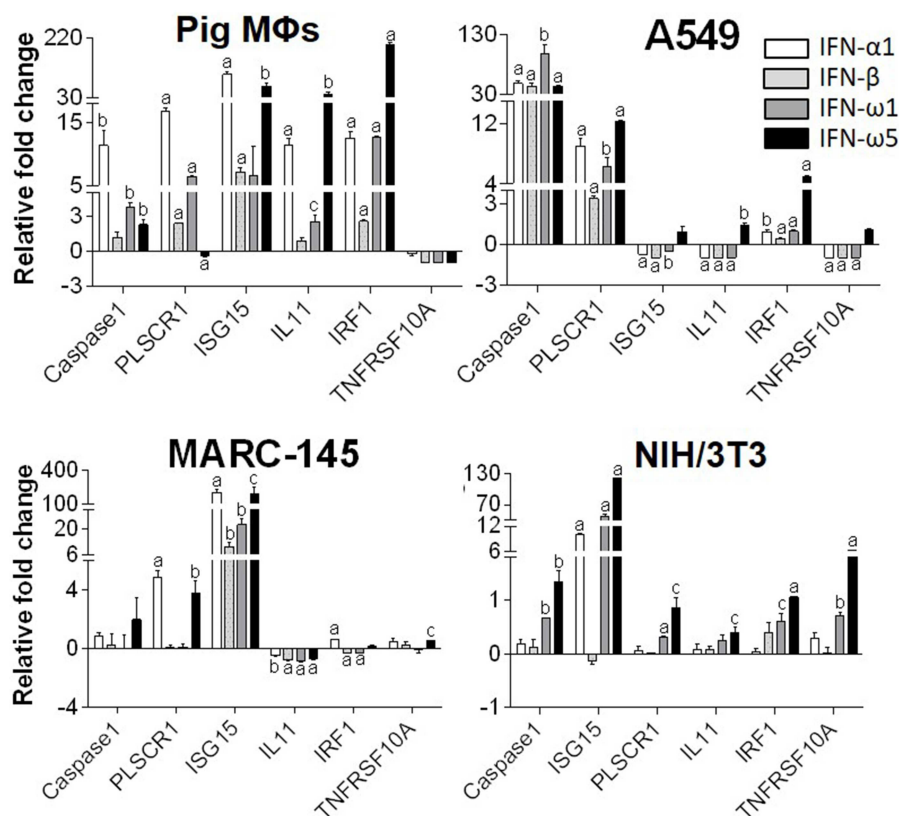 Pig MΦs
Relative fold change
220
30
15
5
3
0
-3
b
b
b
a
a
a
a
a
b
a
c
b
a
a
a
a
Caspase1
PLSCR1
ISG15
IL11
IRF1
TNFRSF10A
A549
130
30
12
4
3
0
-3
a
a
b
a
a
a
b
a
a
a
b
a
a
a
b
b
a
a
a
a
a
a
Caspase1
PLSCR1
ISG15
IL11
IRF1
TNFRSF10A
IFN-α1
IFN-β
IFN-ω1
IFN-ω5
MARC-145
Relative fold change
400
100
20
6
4
0
-4
a
b
a
b
b
c
b
a
a
a
a
a
a
c
Caspase1
PLSCR1
ISG15
IL11
IRF1
TNFRSF10A
NIH/3T3
130
70
12
6
1
0
-1
b
b
a
a
a
a
c
c
c
a
b
a
Caspase1
ISG15
PLSCR1
IL11
IRF1
TNFRSF10A